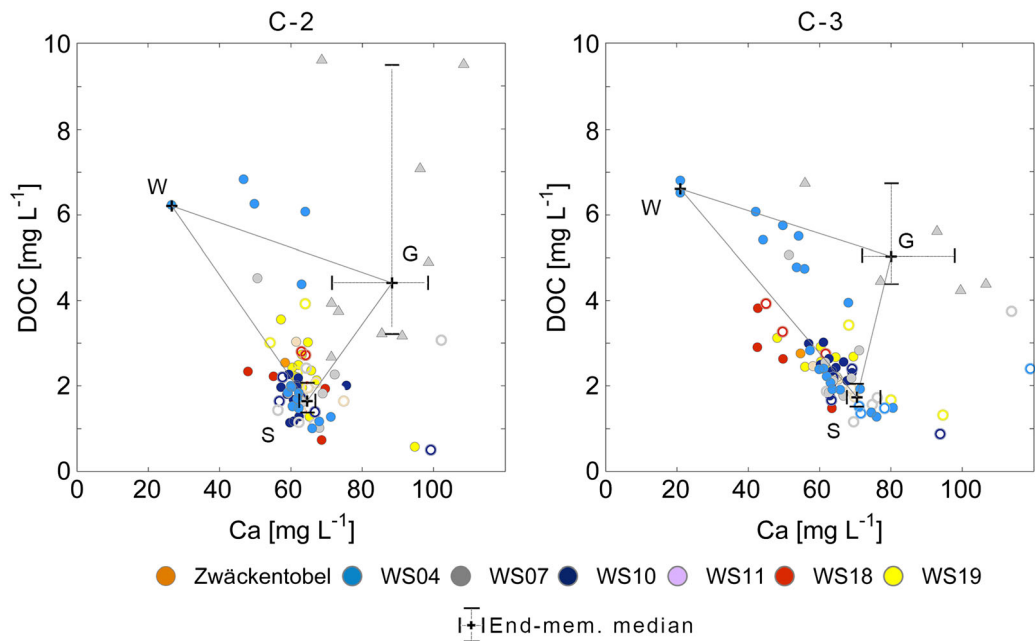 C-2
C-3
10
8
6
4
2
0
DOC [mg L⁻¹]
W
G
S
0 20 40 60 80 100
Ca [mg L⁻¹]
10
8
6
4
2
0
DOC [mg L⁻¹]
W
G
S
0 20 40 60 80 100
Ca [mg L⁻¹]
Zwäckentobel WS04 WS07 WS10 WS11 WS18 WS19
End-mem. median